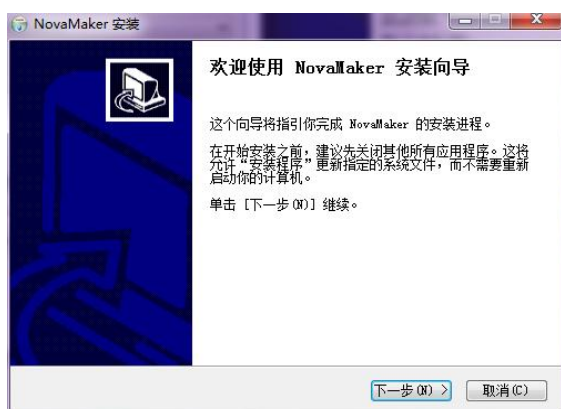 NovaMaker 安装
欢迎使用 NovaMaker 安装向导
这个向导将指引你完成 NovaMaker 的安装进程。
在开始安装之前，建议先关闭其他所有应用程序。这将
允许“安装程序”更新指定的系统文件，而不需要重新
启动你的计算机。
单击 [下一步(N)] 继续。
下一步(N) >
取消(C)